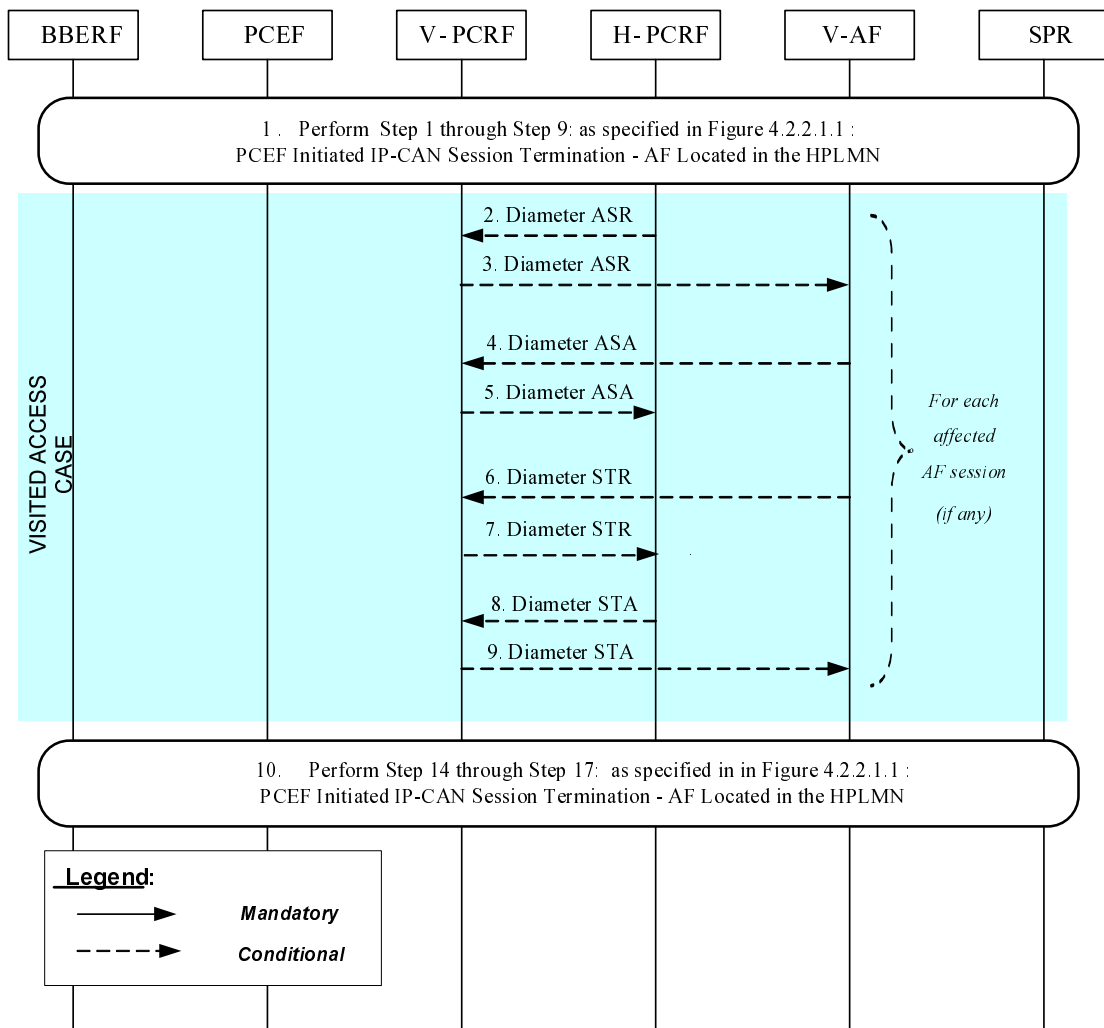 BBERF
PCEF
V-PCRF
H-PCRF
V-AF
SPR
1. Perform Step 1 through Step 9: as specified in Figure 4.2.2.1.1 :
PCEF Initiated IP-CAN Session Termination - AF Located in the HPLMN
2. Diameter ASR
3. Diameter ASR
4. Diameter ASA
5. Diameter ASA
6. Diameter STR
7. Diameter STR
8. Diameter STA
9. Diameter STA
For each
affected
AF session
(if any)
VISITED ACCESS
CASE
10. Perform Step 14 through Step 17: as specified in in Figure 4.2.2.1.1 :
PCEF Initiated IP-CAN Session Termination - AF Located in the HPLMN
Legend:
Mandatory
Conditional